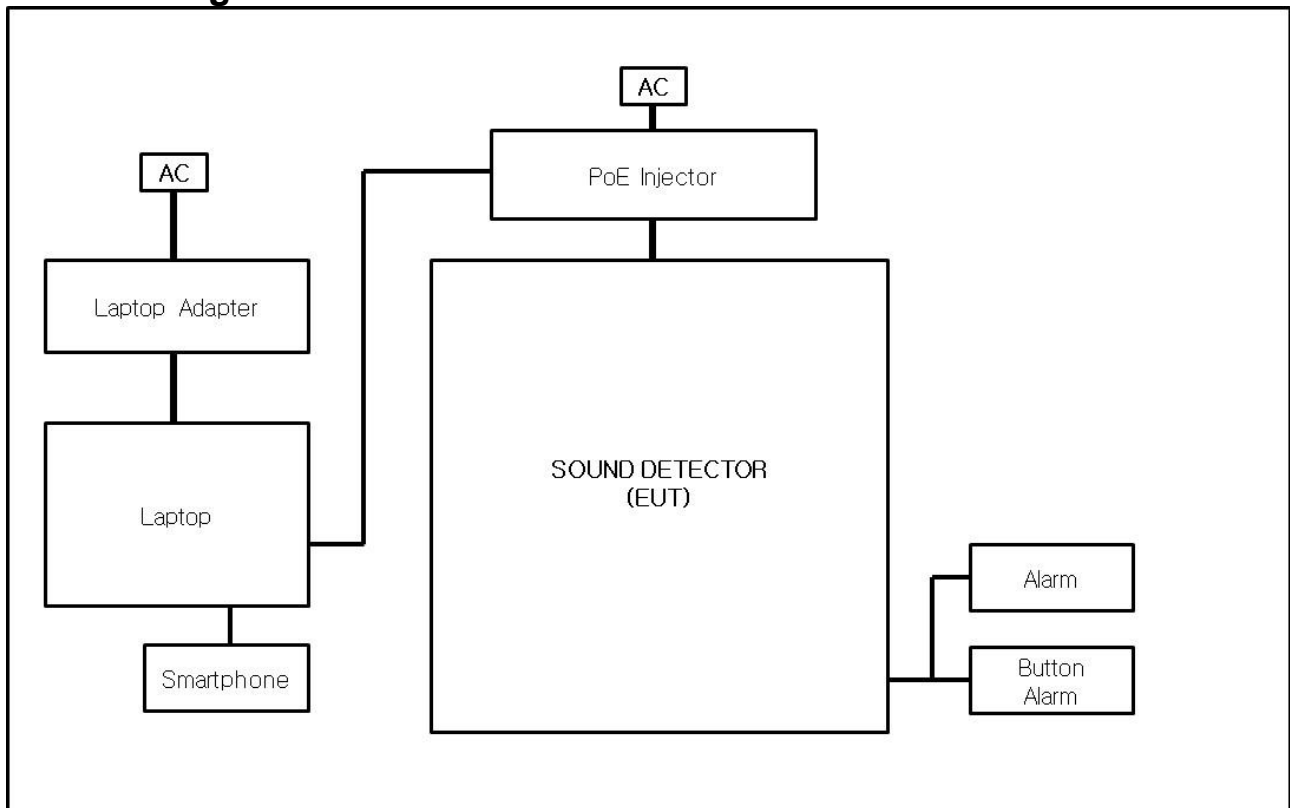 AC
PoE Injector
AC
Laptop Adapter
Laptop
SOUND DETECTOR
(EUT)
Alarm
Smartphone
Button
Alarm